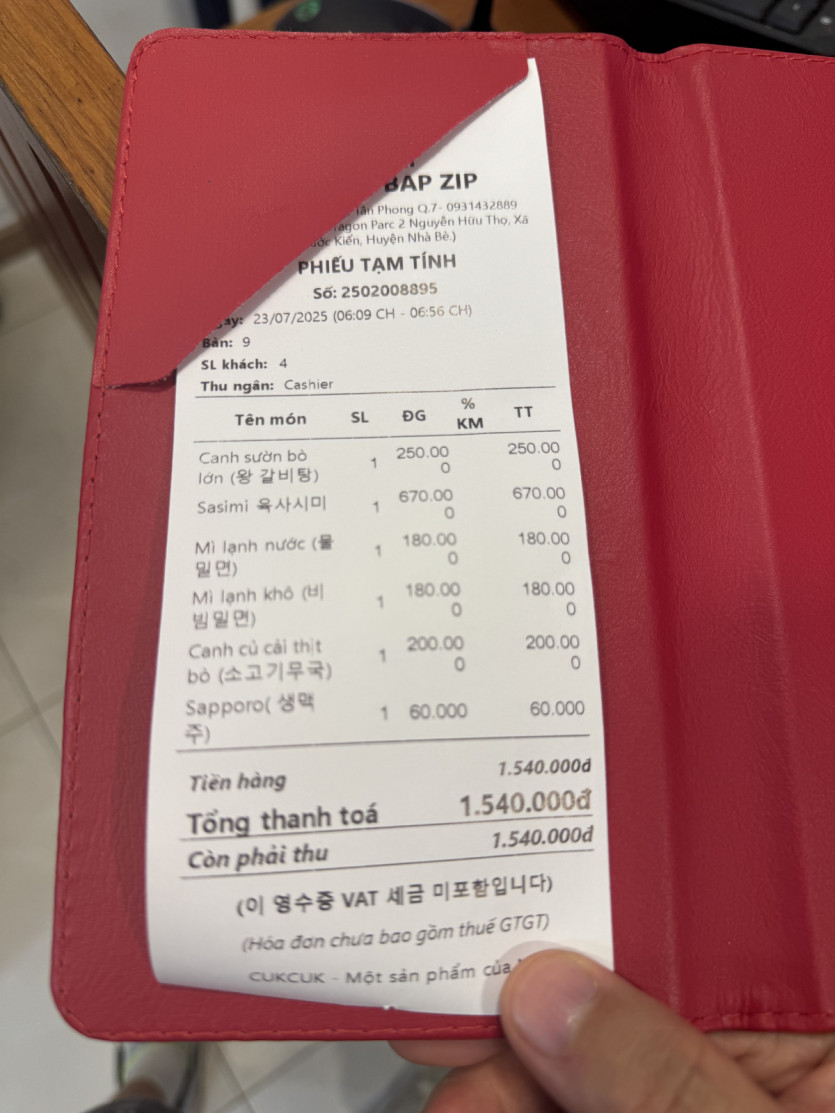 BAP ZIP
Tân Phong Q.7- 0931432889
Parc 2 Nguyễn Hữu Thọ, Xã
Kiển, Huyện Nhà Bè.)
PHIẾU TẠM TÍNH
Số: 2502008895
23/07/2025 (06:09 CH - 06:56 CH)
Bàn: 9
SL khách: 4
Thu ngân: Cashier
Tên món SL ĐG % KM TT
Canh sườn bò 250.00 250.00
lớn (왕 갈비탕) 1 0 0
Sasimi 육사시미 1 670.00 670.00
0 0
Mì lạnh nước (물 1 180.00 180.00
밀면) 0 0
Mì lạnh khô (비 1 180.00 180.00
빔밀면) 0 0
Canh củ cải thịt 1 200.00 200.00
bò (소고기무국) 0 0
Sapporo( 생맥 1 60.000 60.000
주)
Tiền hàng 1.540.000đ
Tổng thanh toá 1.540.000đ
Còn phải thu 1.540.000đ
(이 영수증 VAT 세금 미포함입니다)
(Hóa đơn chưa bao gồm thuế GTGT)
CUKCUK - Một sản phẩm của